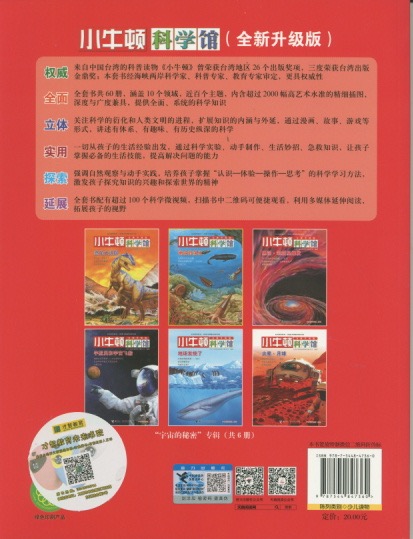 小牛顿科学馆（全新升级版）
权威 来自中国台湾的科普读物《小牛顿》曾荣获台湾地区26个出版奖项，三度荣获台湾出版
金鼎奖，本套书经海峡两岸科学家、科普专家、教育专家审定，更具权威性
全面 全套书共60册，涵盖10个领域，近百个主题，内含超过2000幅高艺术水准的精细插图，
深度与广度兼具，提供全面、系统的科学知识
立体 关注科学的沿化和人类文明的进程，扩展知识的内涵与外延，通过漫画、故事、游戏等
形式，讲述有体系、有趣味、有历史纵深的科学
实用 一切从孩子的生活经验出发，通过科学实验、动手制作、生活妙招、急救知识，让孩子
掌握必备的生活技能，提高解决问题的能力
探索 强调自然观察与动手实践，培养孩子掌握“认识—体验—操作—思考”的科学学习方法，
激发孩子探究知识的兴趣和探索世界的精神
延展 全套书配有超过100个科学微视频，扫描书中二维码可便捷观看，利用多媒体延伸阅读，
拓展孩子的视野
小牛顿科学馆
小牛顿科学馆
小牛顿科学馆
小牛顿科学馆
小牛顿科学馆
小牛顿科学馆
“宇宙的秘密”专辑（共6册）
绿色印刷产品
陈列类别◎少儿读物
定价：20.00元